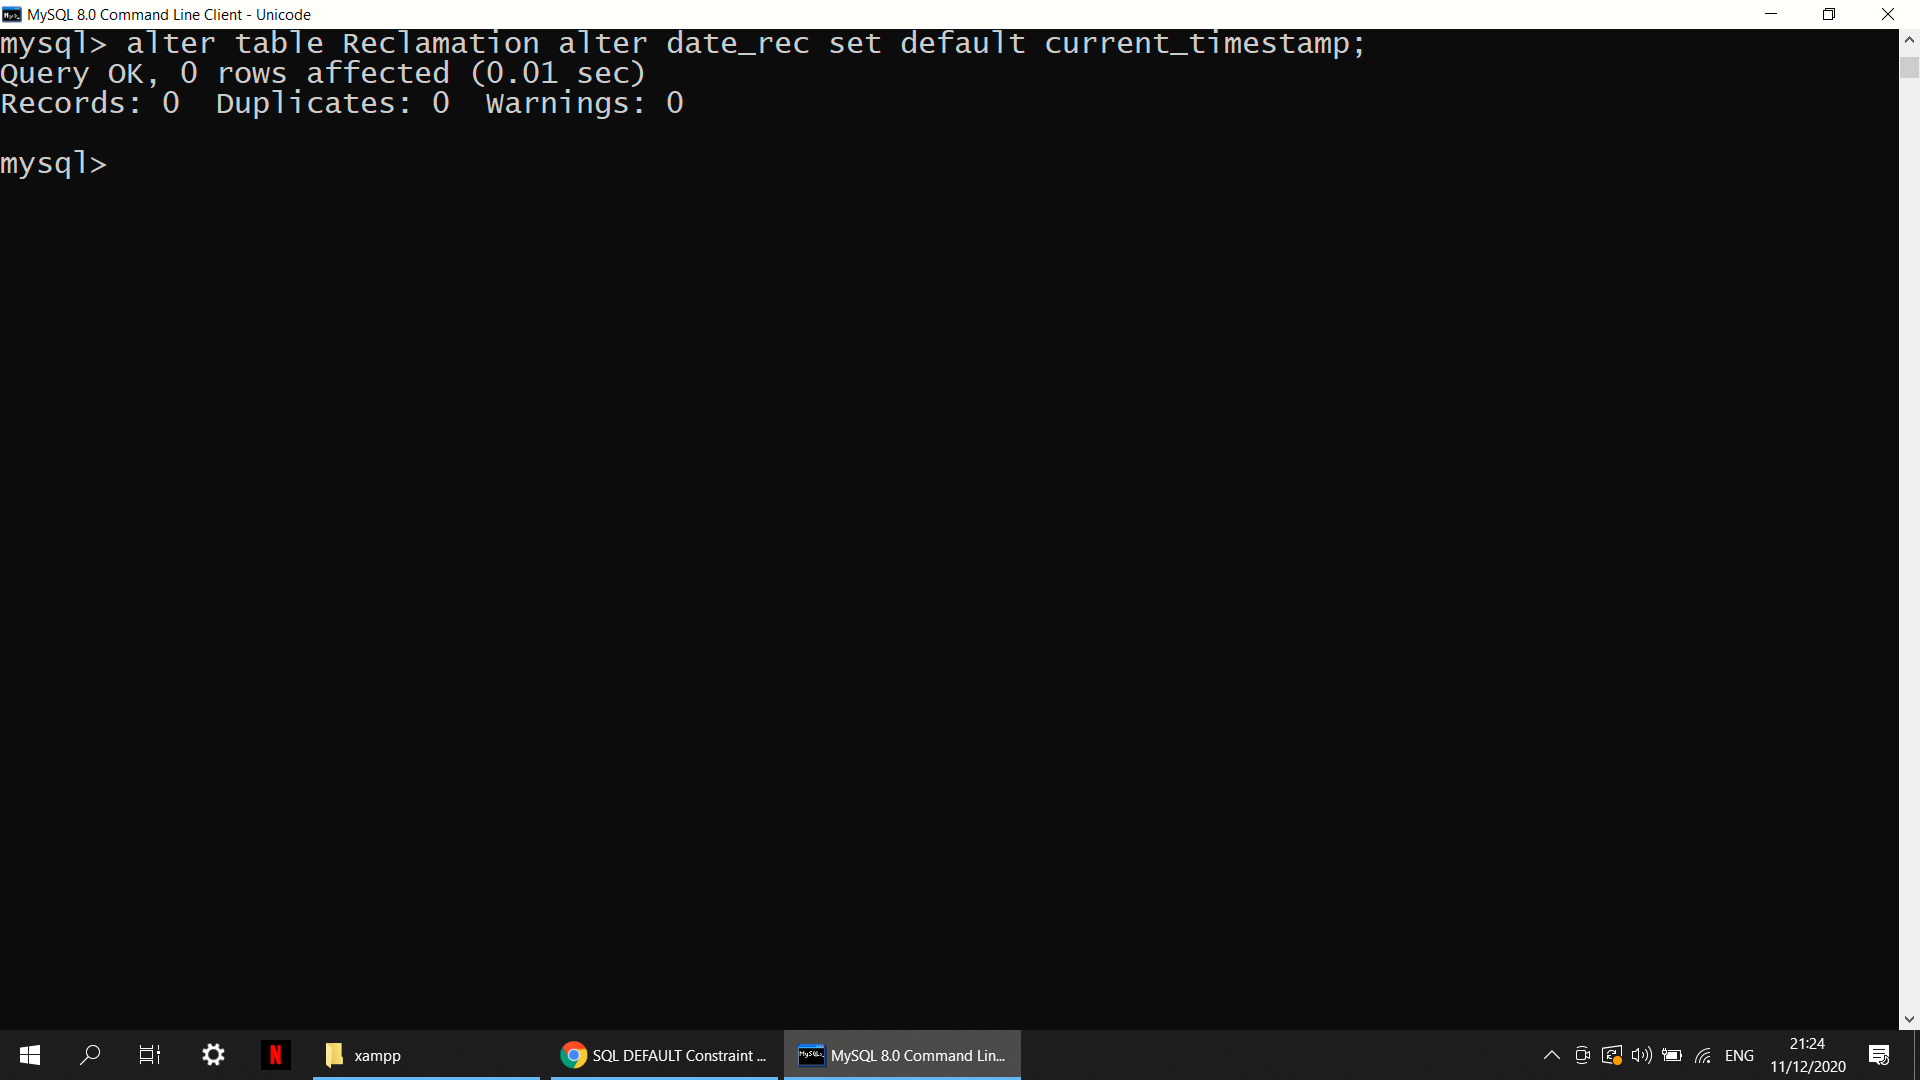 MySQL 8.0 Command Line Client - Unicode
mysql> alter table Reclamation alter date_rec set default current_timestamp;
Query OK, 0 rows affected (0.01 sec)
Records: 0  Duplicates: 0  Warnings: 0
mysql>
N
xampp
SQL DEFAULT Constraint ...
MySQL 8.0 Command Lin...
ENG
21:24
11/12/2020